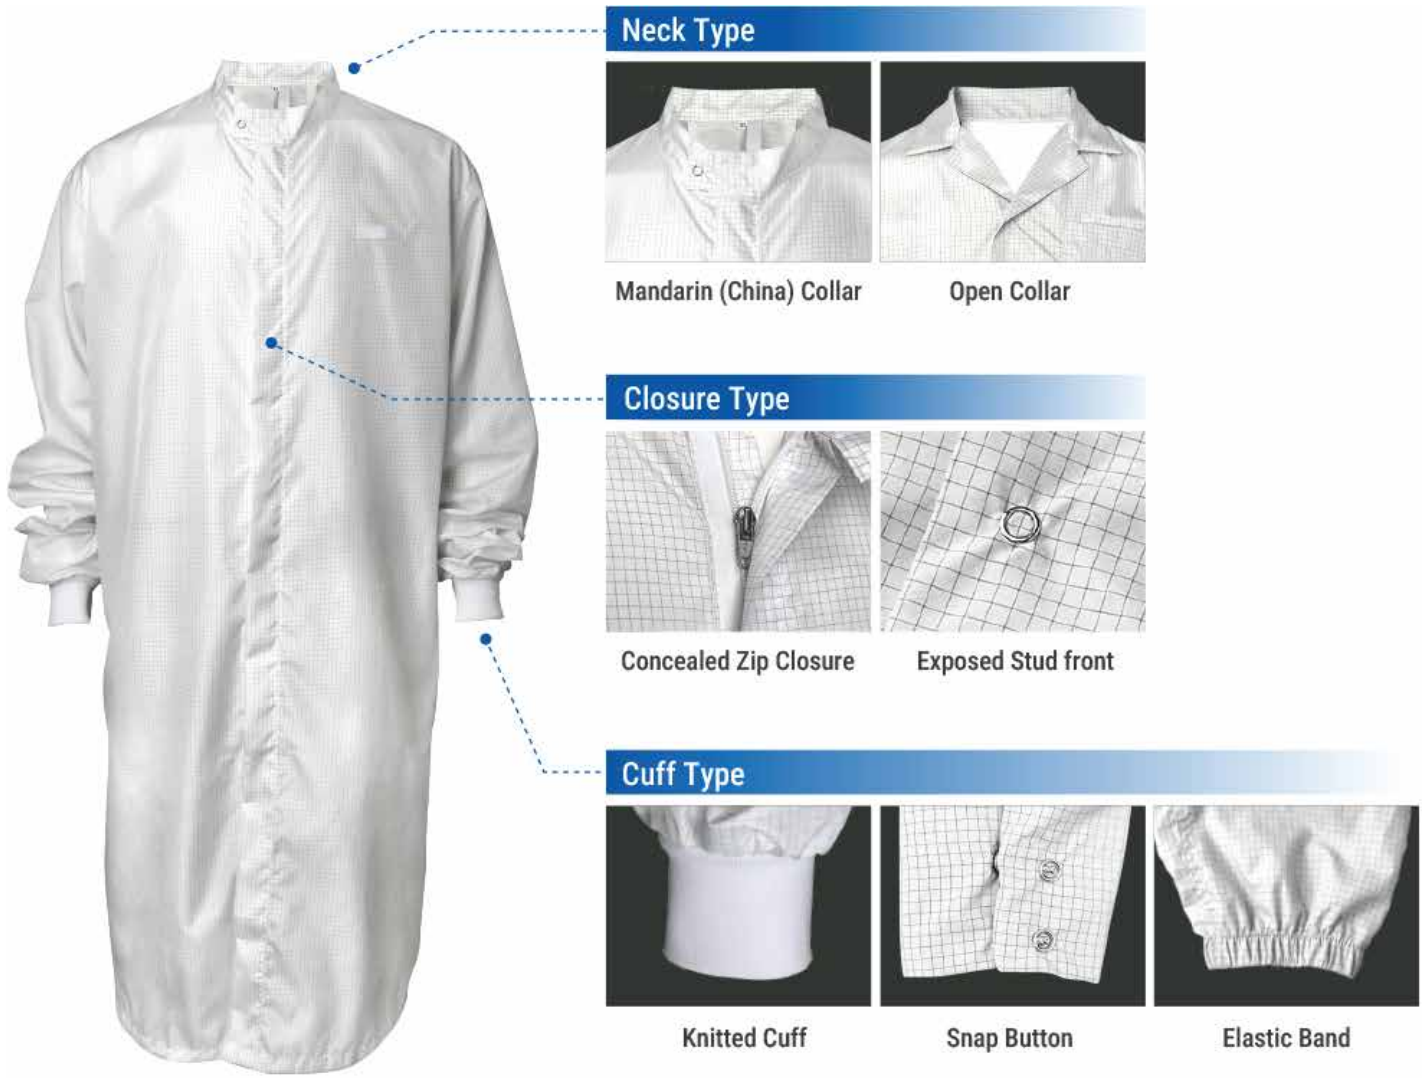 Neck Type
Mandarin (China) Collar
Open Collar
Closure Type
Concealed Zip Closure
Exposed Stud front
Cuff Type
Knitted Cuff
Snap Button
Elastic Band